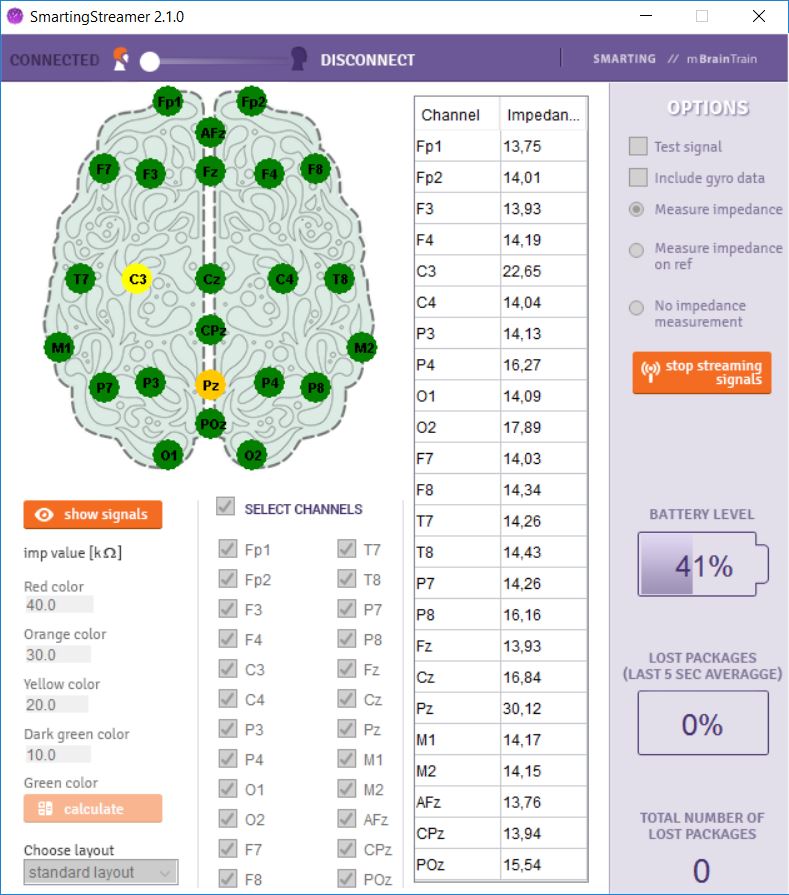 SmartingStreamer 2.1.0
CONNECTED DISCONNECT SMARTING // mBrainTrain
Fp1 Fp2
AFz
F7 F3 Fz F4 F8
T7 C3 Cz C4 T8
CPz
M1 M2
P7 P3 Pz P4 P8
POz
O1 O2
show signals
imp value [kΩ]
Red color
40.0
Orange color
30.0
Yellow color
20.0
Dark green color
10.0
Green color
calculate
Choose layout
standard layout
SELECT CHANNELS
Fp1 T7
Fp2 T8
F3 P7
F4 P8
C3 Fz
C4 Cz
P3 Pz
P4 M1
O1 M2
O2 AFz
F7 CPz
F8 POz
Channel Impedan...
Fp1 13,75
Fp2 14,01
F3 13,93
F4 14,19
C3 22,65
C4 14,04
P3 14,13
P4 16,27
O1 14,09
O2 17,89
F7 14,03
F8 14,34
T7 14,26
T8 14,43
P7 14,26
P8 16,16
Fz 13,93
Cz 16,84
Pz 30,12
M1 14,17
M2 14,15
AFz 13,76
CPz 13,94
POz 15,54
OPTIONS
Test signal
Include gyro data
Measure impedance
Measure impedance
on ref
No impedance
measurement
stop streaming
signals
BATTERY LEVEL
41%
LOST PACKAGES
(LAST 5 SEC AVERAGGE)
0%
TOTAL NUMBER OF
LOST PACKAGES
0